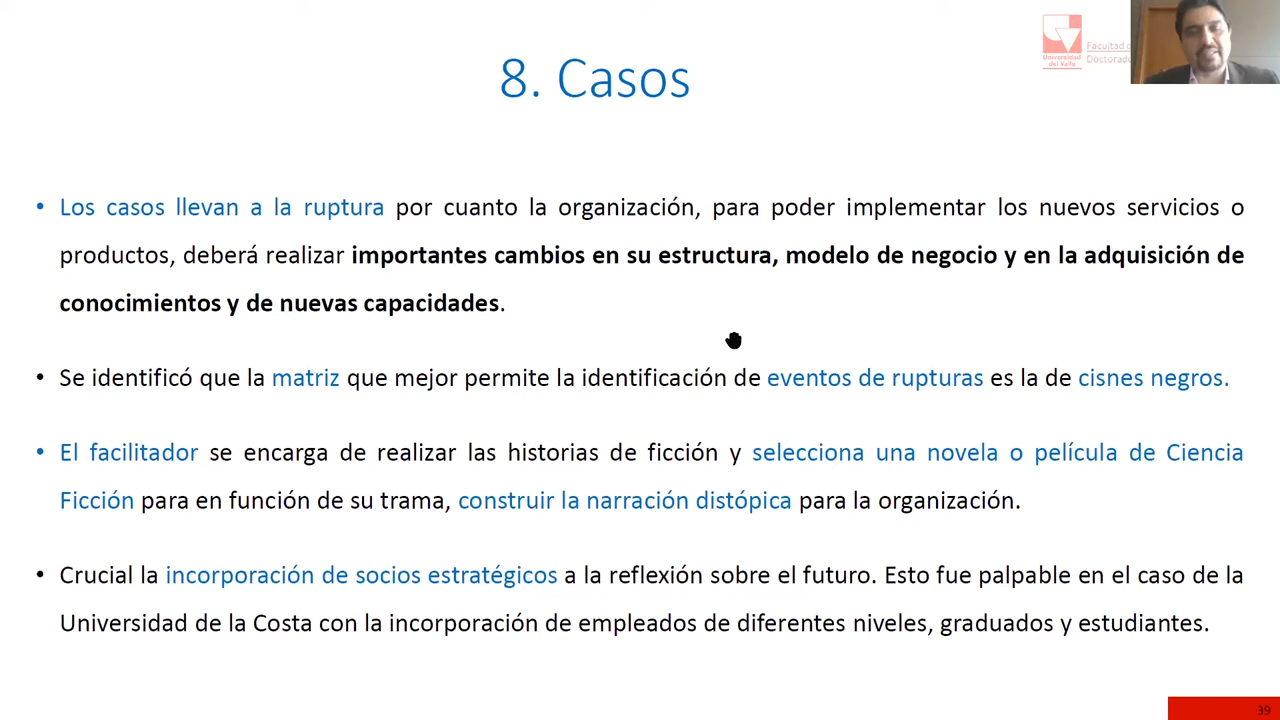 8. Casos
Universidad
del Valle
Facultad
Doctorado
• Los casos llevan a la ruptura por cuanto la organización, para poder implementar los nuevos servicios o
productos, deberá realizar importantes cambios en su estructura, modelo de negocio y en la adquisición de
conocimientos y de nuevas capacidades.
• Se identificó que la matriz que mejor permite la identificación de eventos de rupturas es la de cisnes negros.
• El facilitador se encarga de realizar las historias de ficción y selecciona una novela o película de Ciencia
Ficción para en función de su trama, construir la narración distópica para la organización.
• Crucial la incorporación de socios estratégicos a la reflexión sobre el futuro. Esto fue palpable en el caso de la
Universidad de la Costa con la incorporación de empleados de diferentes niveles, graduados y estudiantes.
39